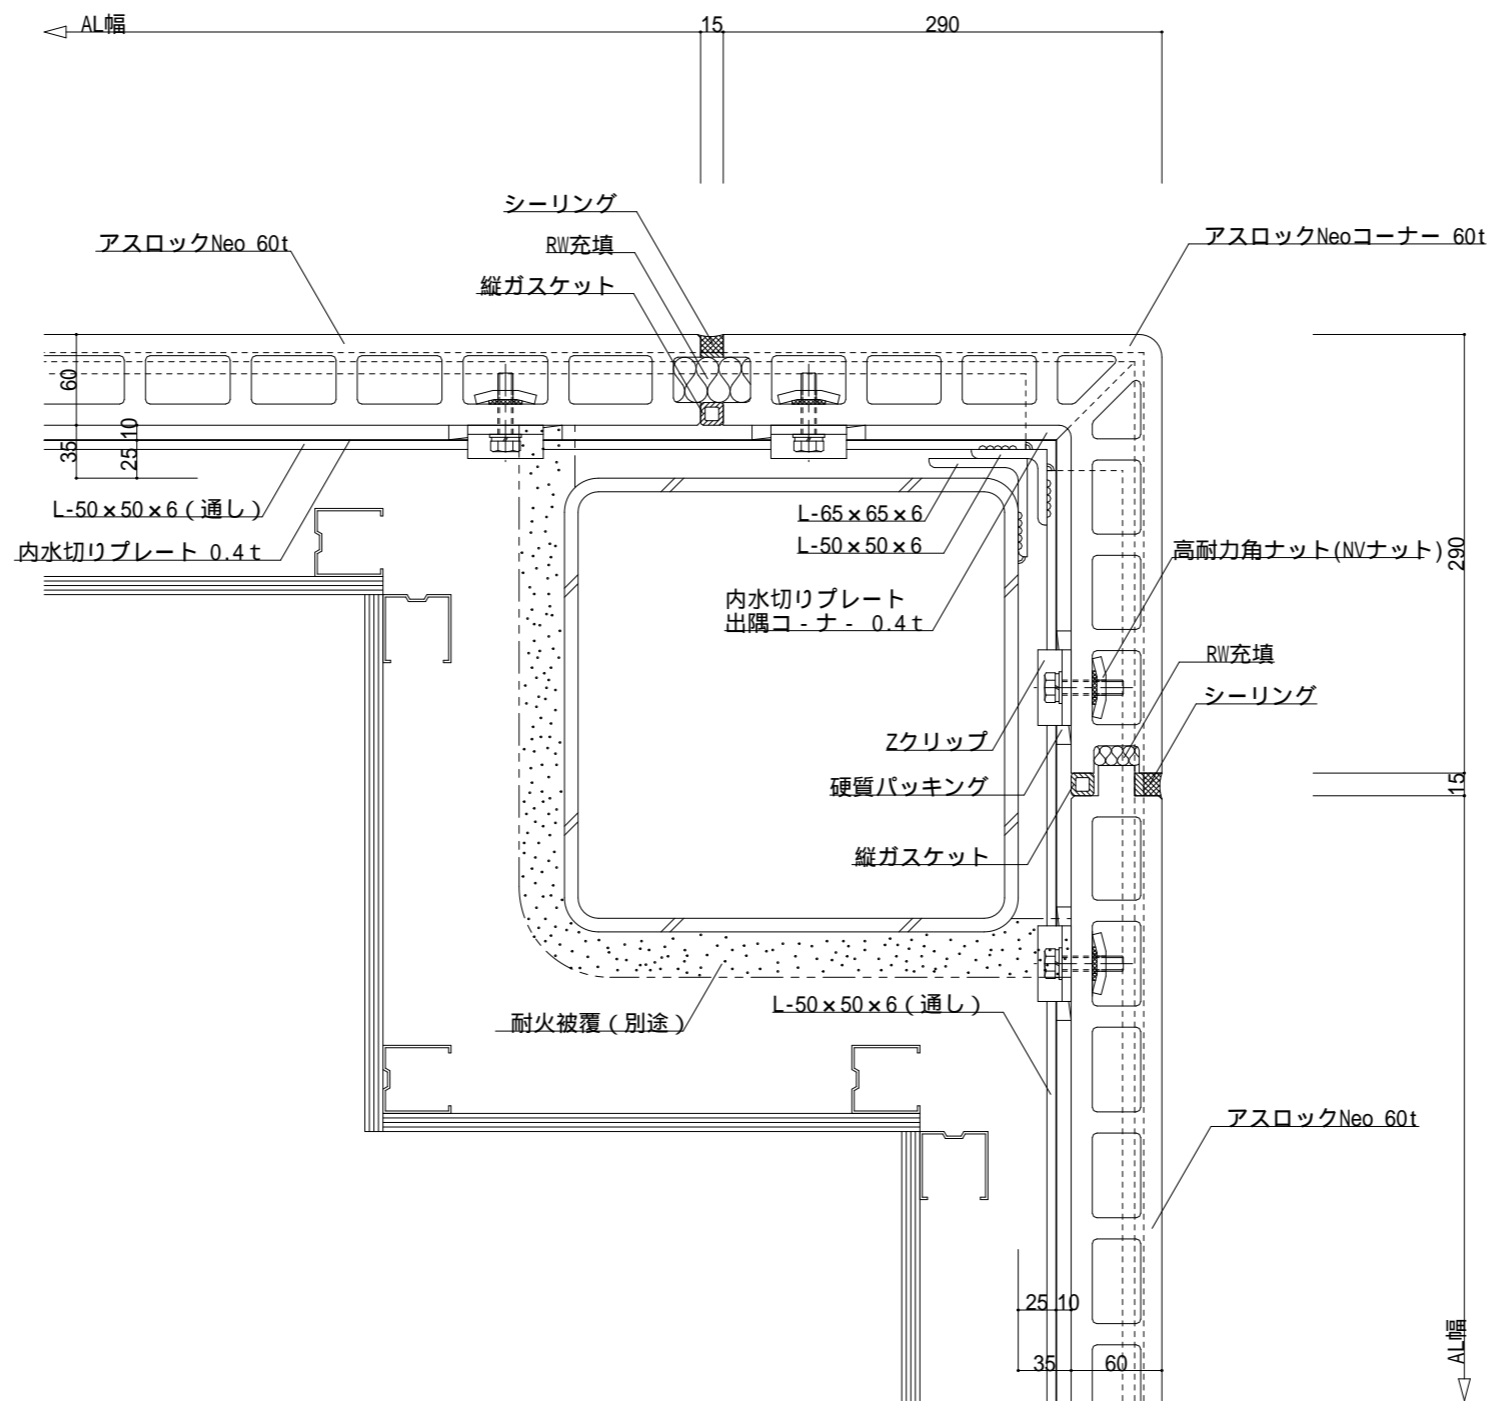 AL幅
15
290
シーリング
RW充填
縦ガスケット
アスロックNeo 60t
アスロックNeoコーナー 60t
60
35
25
10
L-50×50×6(通し)
内水切りプレート 0.4t
L-65×65×6
L-50×50×6
内水切りプレート
出隅コ-ナ- 0.4t
高耐力角ナット(NVナット)
290
RW充填
シーリング
Zクリップ
硬質パッキング
15
縦ガスケット
L-50×50×6(通し)
耐火被覆(別途)
アスロックNeo 60t
25
10
35
60
AL幅